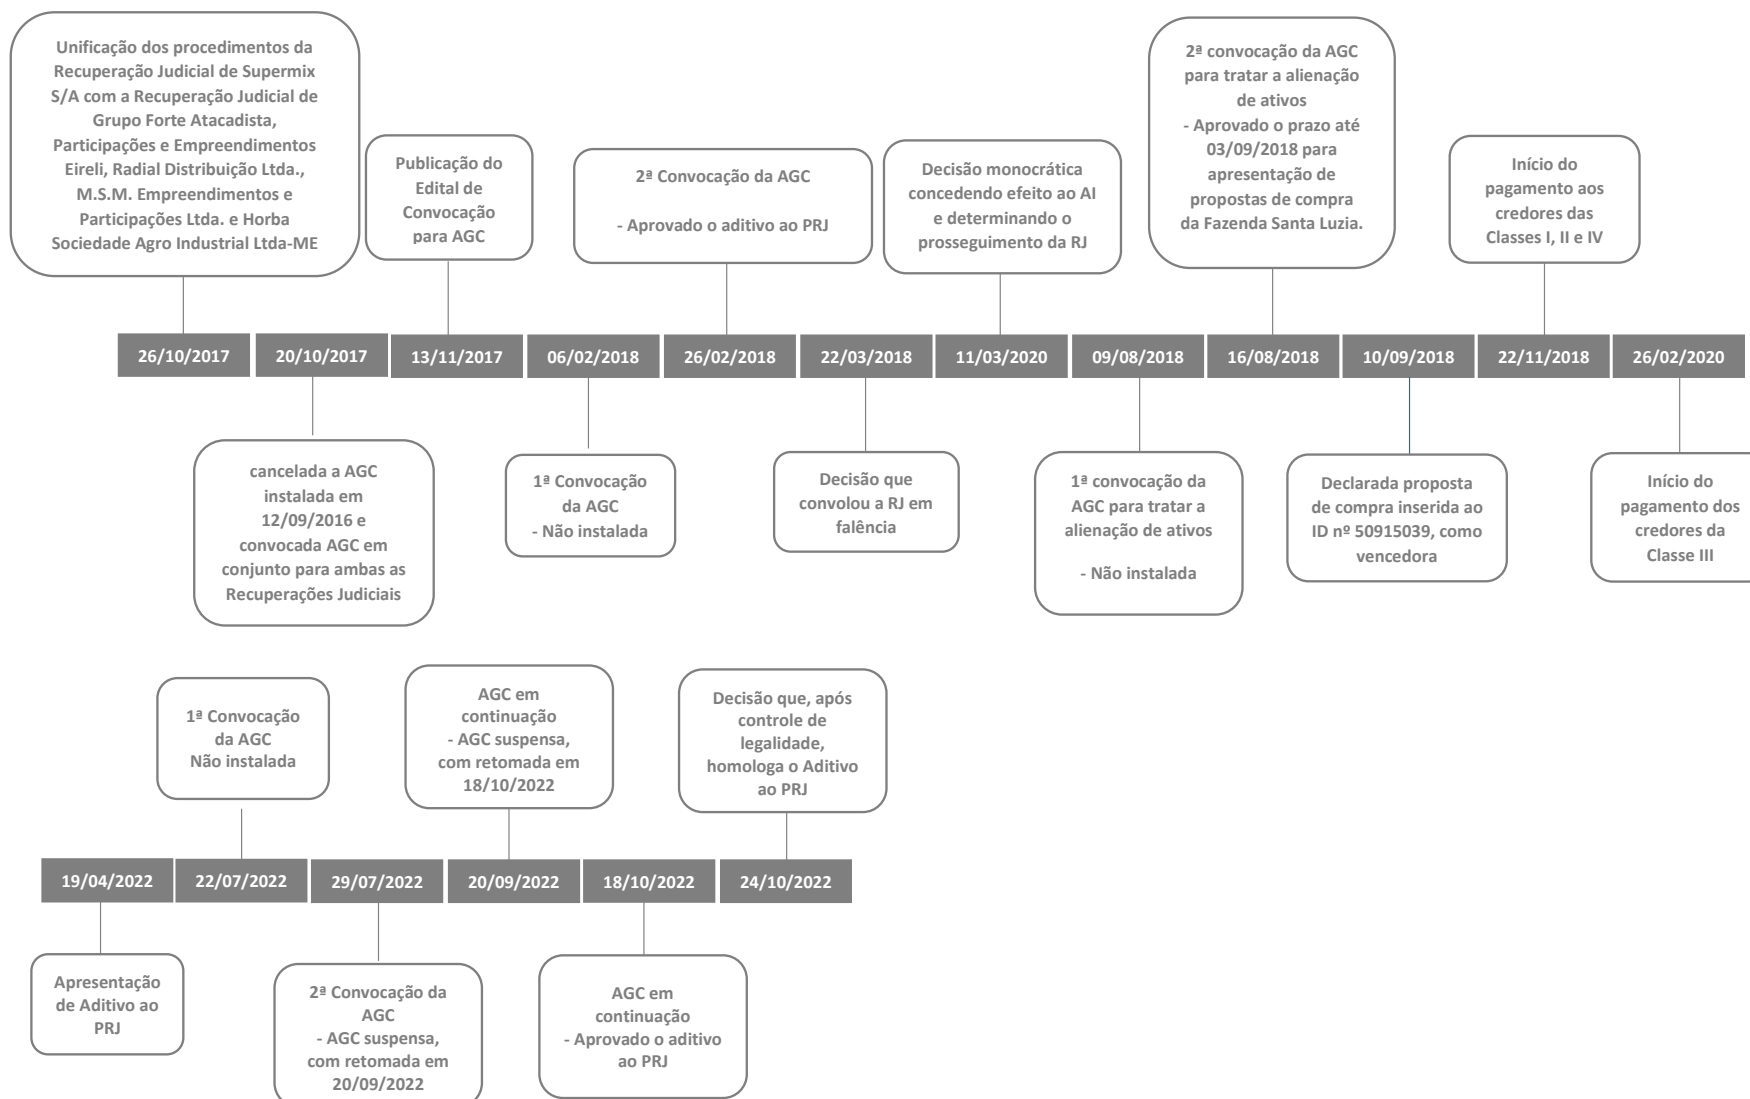 Unificação dos procedimentos da
Recuperação Judicial de Supermix
S/A com a Recuperação Judicial de
Grupo Forte Atacadista,
Participações e Empreendimentos
Eireli, Radial Distribuição Ltda.,
M.S.M. Empreendimentos e
Participações Ltda. e Horba
Sociedade Agro Industrial Ltda-ME
Publicação do
Edital de
Convocação
para AGC
2ª Convocação da AGC
- Aprovado o aditivo ao PRJ
Decisão monocrática
concedendo efeito ao AI
e determinando o
prosseguimento da RJ
2ª convocação da AGC
para tratar a alienação
de ativos
- Aprovado o prazo até
03/09/2018 para
apresentação de
propostas de compra
da Fazenda Santa Luzia.
Início do
pagamento aos
credores das
Classes I, II e IV
26/10/2017
20/10/2017
13/11/2017
06/02/2018
26/02/2018
22/03/2018
11/03/2020
09/08/2018
16/08/2018
10/09/2018
22/11/2018
26/02/2020
cancelada a AGC
instalada em
12/09/2016 e
convocada AGC em
conjunto para ambas as
Recuperações Judiciais
1ª Convocação
da AGC
- Não instalada
Decisão que
convolou a RJ em
falência
1ª convocação da
AGC para tratar a
alienação de ativos
- Não instalada
Declarada proposta
de compra inserida ao
ID nº 50915039, como
vencedora
Início do
pagamento dos
credores da
Classe III
1ª Convocação
da AGC
Não instalada
AGC em
continuação
- AGC suspensa,
com retomada em
18/10/2022
Decisão que, após
controle de
legalidade,
homologa o Aditivo
ao PRJ
19/04/2022
22/07/2022
29/07/2022
20/09/2022
18/10/2022
24/10/2022
Apresentação
de Aditivo ao
PRJ
2ª Convocação da
AGC
- AGC suspensa,
com retomada em
20/09/2022
AGC em
continuação
- Aprovado o aditivo
ao PRJ